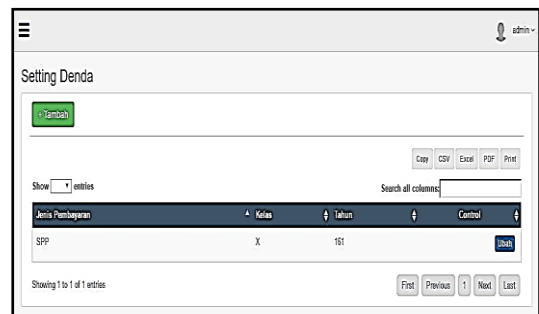 admin
Setting Denda
+ Tambah
Copy CSV Excel PDF Print
Show entries Search all columns:
Jenis Pembayaran Kelas Tahun Control
SPP X 161 Ubah
Showing 1 to 1 of 1 entries First Previous 1 Next Last